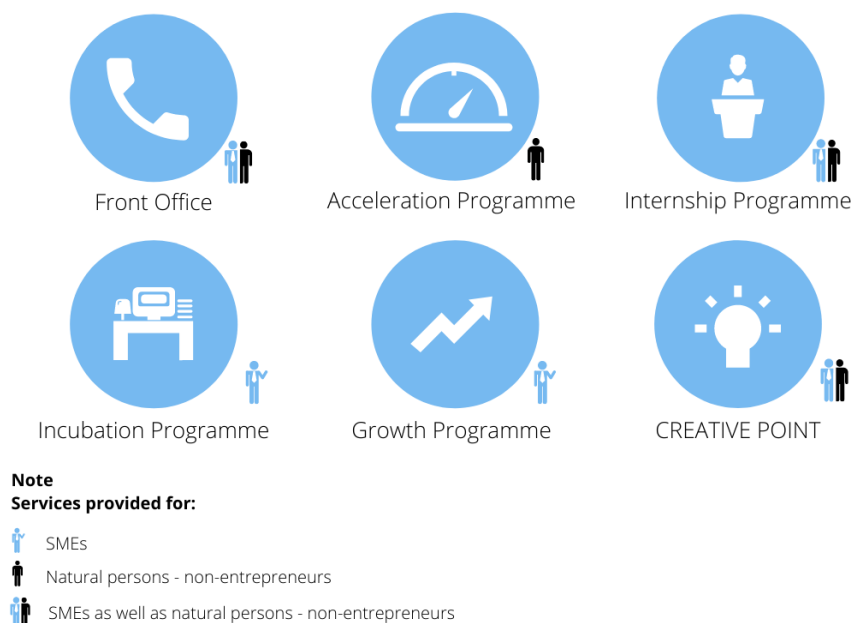 Front Office
Acceleration Programme
Internship Programme
Incubation Programme
Growth Programme
CREATIVE POINT
Note
Services provided for:
SMEs
Natural persons - non-entrepreneurs
SMEs as well as natural persons - non-entrepreneurs